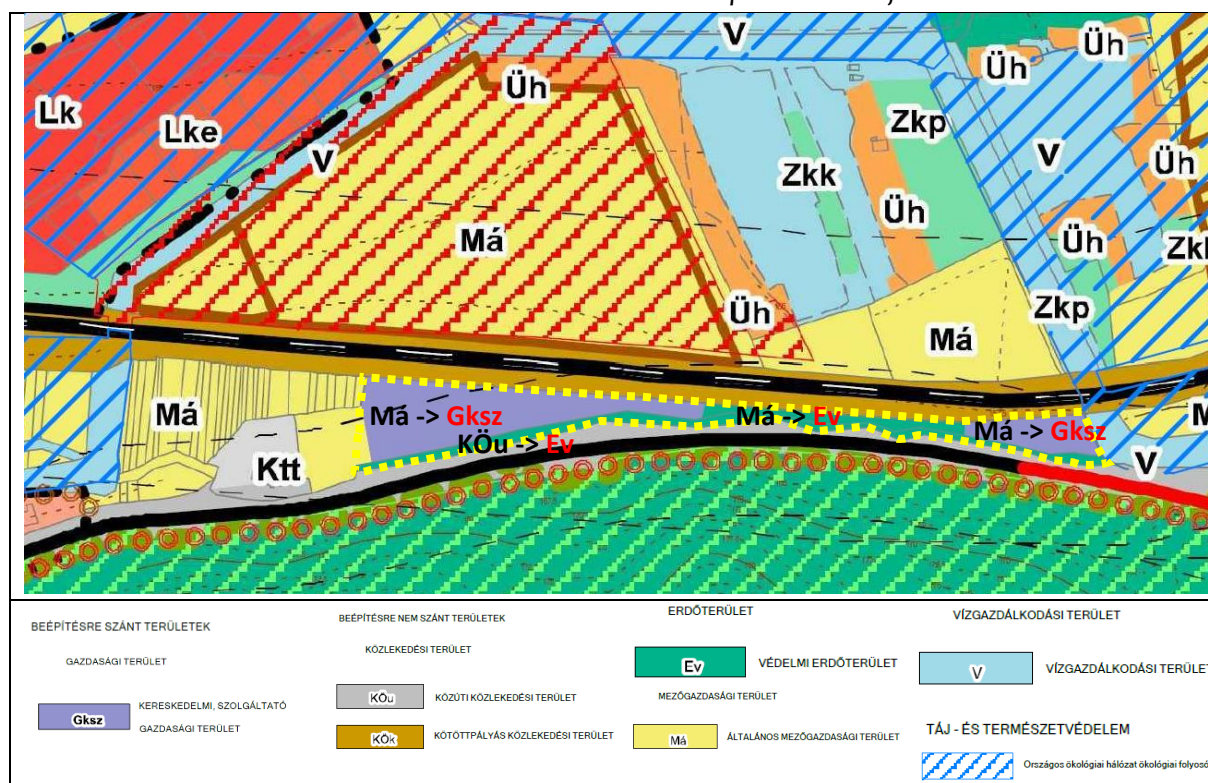 V
Üh
Üh
Üh
Lk
Lke
Zkp
V
V
Zkk
Üh
Üh
Má
Üh
Zkp
Üh
Má
Má
Má -> Gksz
Má -> Ev
Má -> Gksz
KÖu -> Ev
Ktt
V
BEÉPÍTÉSRE SZÁNT TERÜLETEK
GAZDASÁGI TERÜLET
Gksz
KERESKEDELMI, SZOLGÁLTATÓ
GAZDASÁGI TERÜLET
BEÉPÍTÉSRE NEM SZÁNT TERÜLETEK
KÖZLEKEDÉSI TERÜLET
KÖu
KÖZÚTI KÖZLEKEDÉSI TERÜLET
KÖk
KÖTÖTTPÁLYÁS KÖZLEKEDÉSI TERÜLET
ERDŐTERÜLET
Ev
VÉDELMI ERDŐTERÜLET
MEZŐGAZDASÁGI TERÜLET
Má
ÁLTALÁNOS MEZŐGAZDASÁGI TERÜLET
VÍZGAZDÁLKODÁSI TERÜLET
V
VÍZGAZDÁLKODÁSI TERÜLET
TÁJ - ÉS TERMÉSZETVÉDELEM
Országos ökológiai hálózat ökológiai folyosó